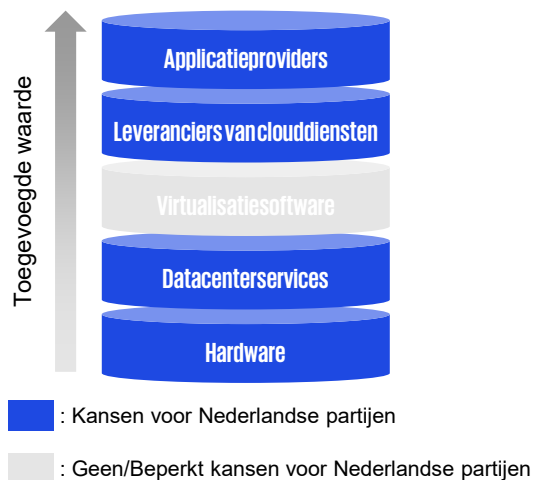 Toegevoegde waarde
Applicatieproviders
Leveranciers van clouddiensten
Virtualisatiesoftware
Datacenterservices
Hardware
: Kansen voor Nederlandse partijen
: Geen/Beperkt kansen voor Nederlandse partijen